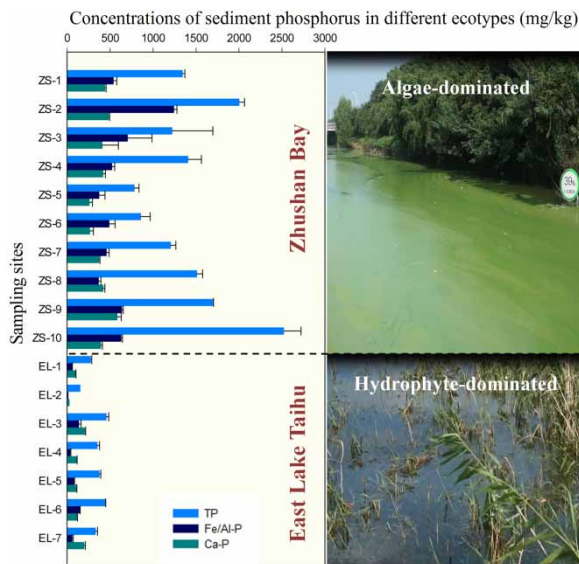 Concentrations of sediment phosphorus in different ecotypes (mg/kg)
0 500 1000 1500 2000 2500 3000
Sampling sites
ZS-1
ZS-2
ZS-3
ZS-4
ZS-5
ZS-6
ZS-7
ZS-8
ZS-9
ZS-10
EL-1
EL-2
EL-3
EL-4
EL-5
EL-6
EL-7
Zhushan Bay
East Lake Taihu
TP
Fe/Al-P
Ca-P
Algae-dominated
Hydrophyte-dominated